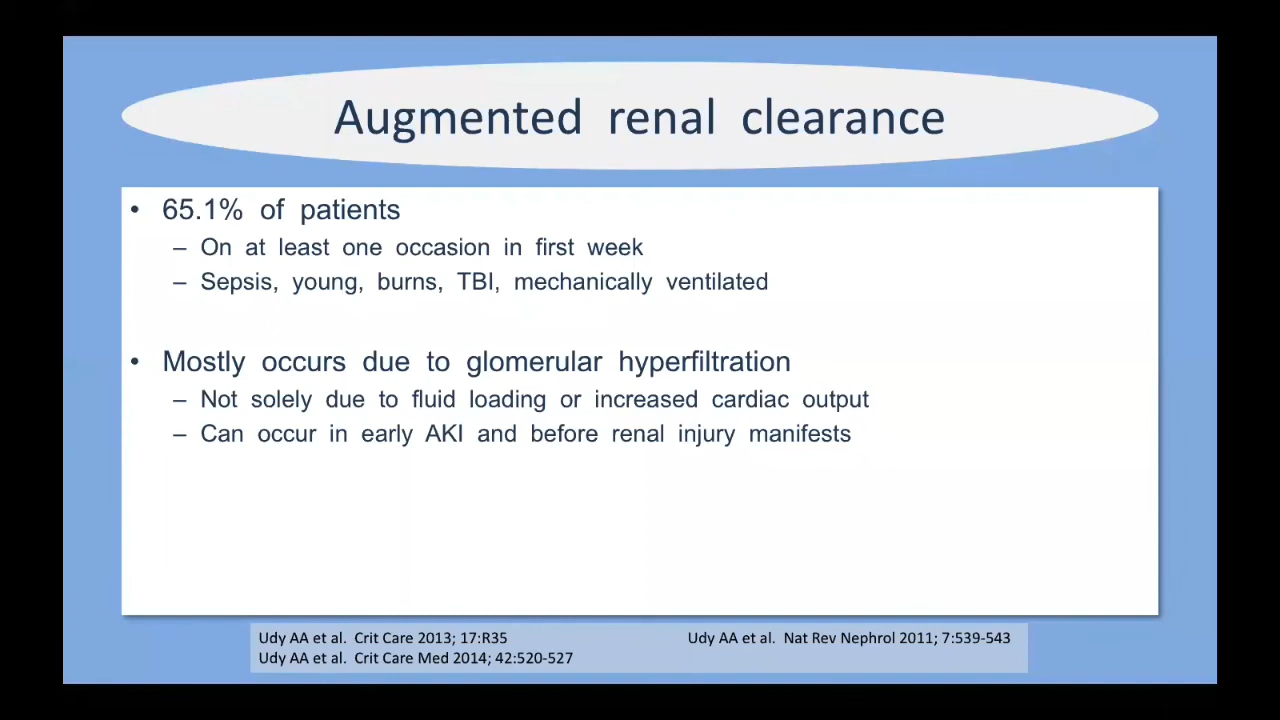 Augmented renal clearance
• 65.1% of patients
– On at least one occasion in first week
– Sepsis, young, burns, TBI, mechanically ventilated
• Mostly occurs due to glomerular hyperfiltration
– Not solely due to fluid loading or increased cardiac output
– Can occur in early AKI and before renal injury manifests
Udy AA et al. Crit Care 2013; 17:R35
Udy AA et al. Crit Care Med 2014; 42:520-527
Udy AA et al. Nat Rev Nephrol 2011; 7:539-543